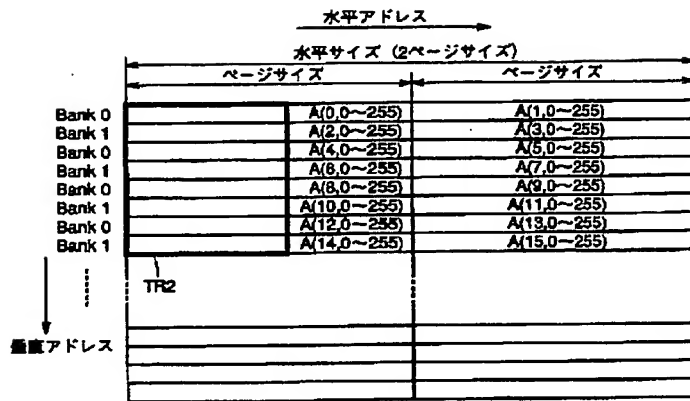 水平アドレス
水平サイズ (2ページサイズ)
ページサイズ ページサイズ
Bank 0 A(0,0～255) A(1,0～255)
Bank 1 A(2,0～255) A(3,0～255)
Bank 0 A(4,0～255) A(5,0～255)
Bank 1 A(6,0～255) A(7,0～255)
Bank 0 A(8,0～255) A(9,0～255)
Bank 1 A(10,0～255) A(11,0～255)
Bank 0 A(12,0～255) A(13,0～255)
Bank 1 A(14,0～255) A(15,0～255)
TR2
垂直アドレス